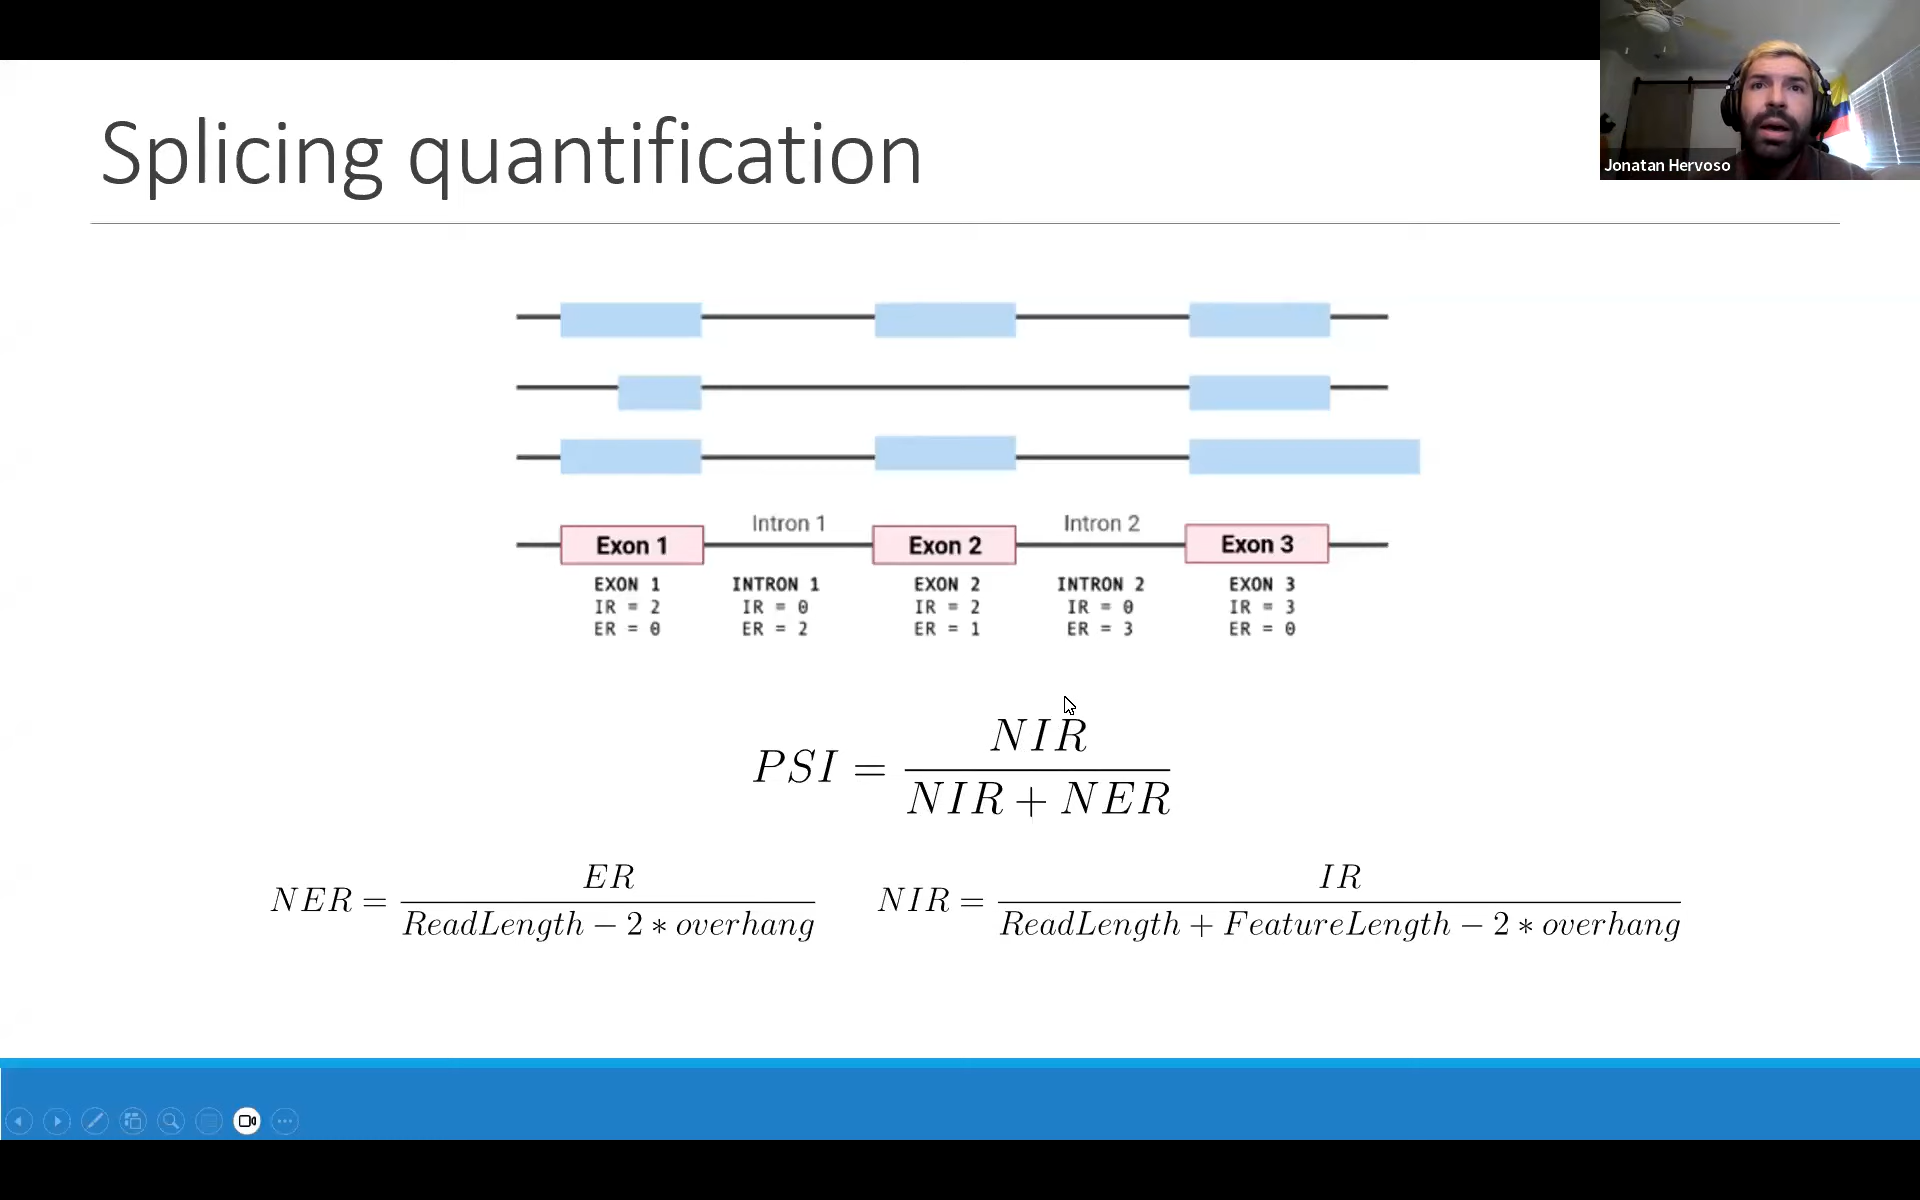 Splicing quantification
Jonatan Hervoso
Intron 1 Intron 2
Exon 1 Exon 2 Exon 3
EXON 1 INTRON 1 EXON 2 INTRON 2 EXON 3
IR = 2 IR = 0 IR = 2 IR = 0 IR = 3
ER = 0 ER = 2 ER = 1 ER = 3 ER = 0
PSI = NIR / NIR + NER
NER = ER / ReadLength − 2 ∗ overhang
NIR = IR / ReadLength + FeatureLength − 2 ∗ overhang